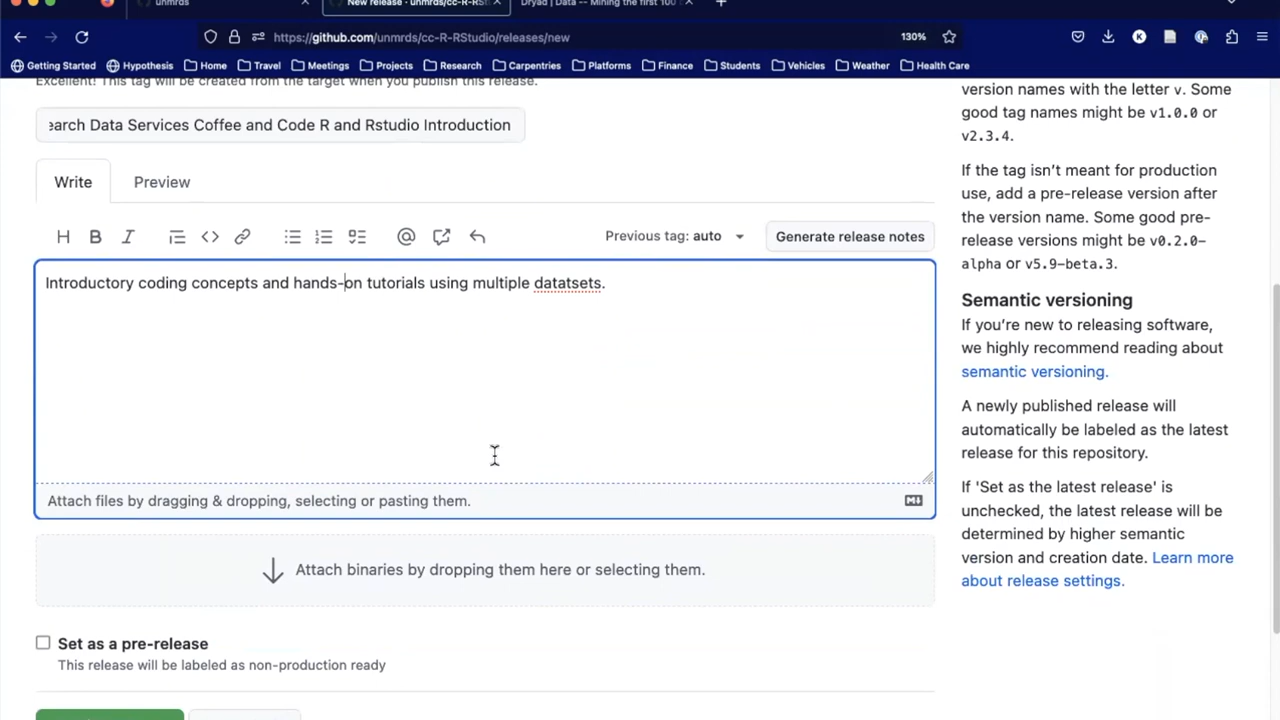 unmrds
New release · unmrds/cc-R-RSt
Dryad | Data -- Mining the first 100
https://github.com/unmrds/cc-R-RStudio/releases/new
130%
Getting Started
Hypothesis
Home
Travel
Meetings
Projects
Research
Carpentries
Platforms
Finance
Students
Vehicles
Weather
Health Care
Excellent! This tag will be created from the target when you publish this release.
earch Data Services Coffee and Code R and Rstudio Introduction
Write
Preview
Previous tag: auto
Generate release notes
Introductory coding concepts and hands-on tutorials using multiple datatsets.
Attach files by dragging & dropping, selecting or pasting them.
Attach binaries by dropping them here or selecting them.
Set as a pre-release
This release will be labeled as non-production ready
version names with the letter v. Some
good tag names might be v1.0.0 or
v2.3.4.
If the tag isn't meant for production
use, add a pre-release version after
the version name. Some good pre-
release versions might be v0.2.0-
alpha or v5.9-beta.3.
Semantic versioning
If you're new to releasing software,
we highly recommend reading about
semantic versioning.
A newly published release will
automatically be labeled as the latest
release for this repository.
If 'Set as the latest release' is
unchecked, the latest release will be
determined by higher semantic
version and creation date. Learn more
about release settings.